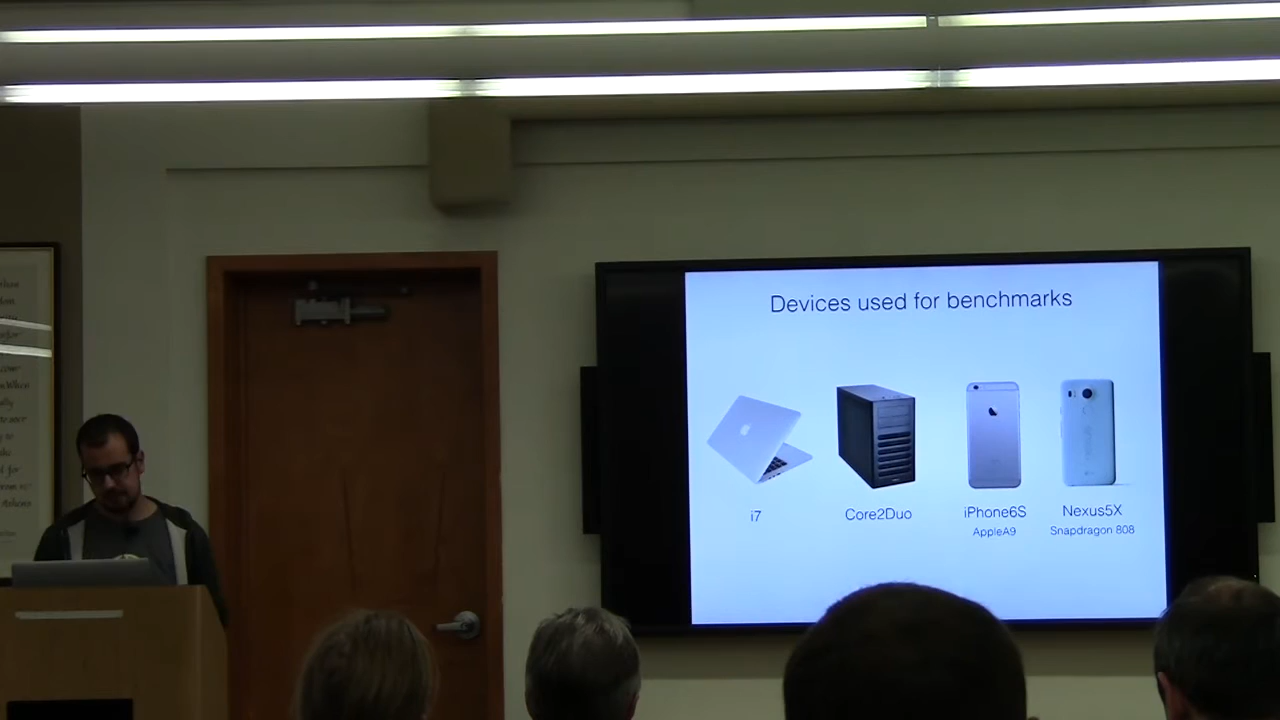 Devices used for benchmarks
i7
Core2Duo
iPhone6S
AppleA9
Nexus5X
Snapdragon 808